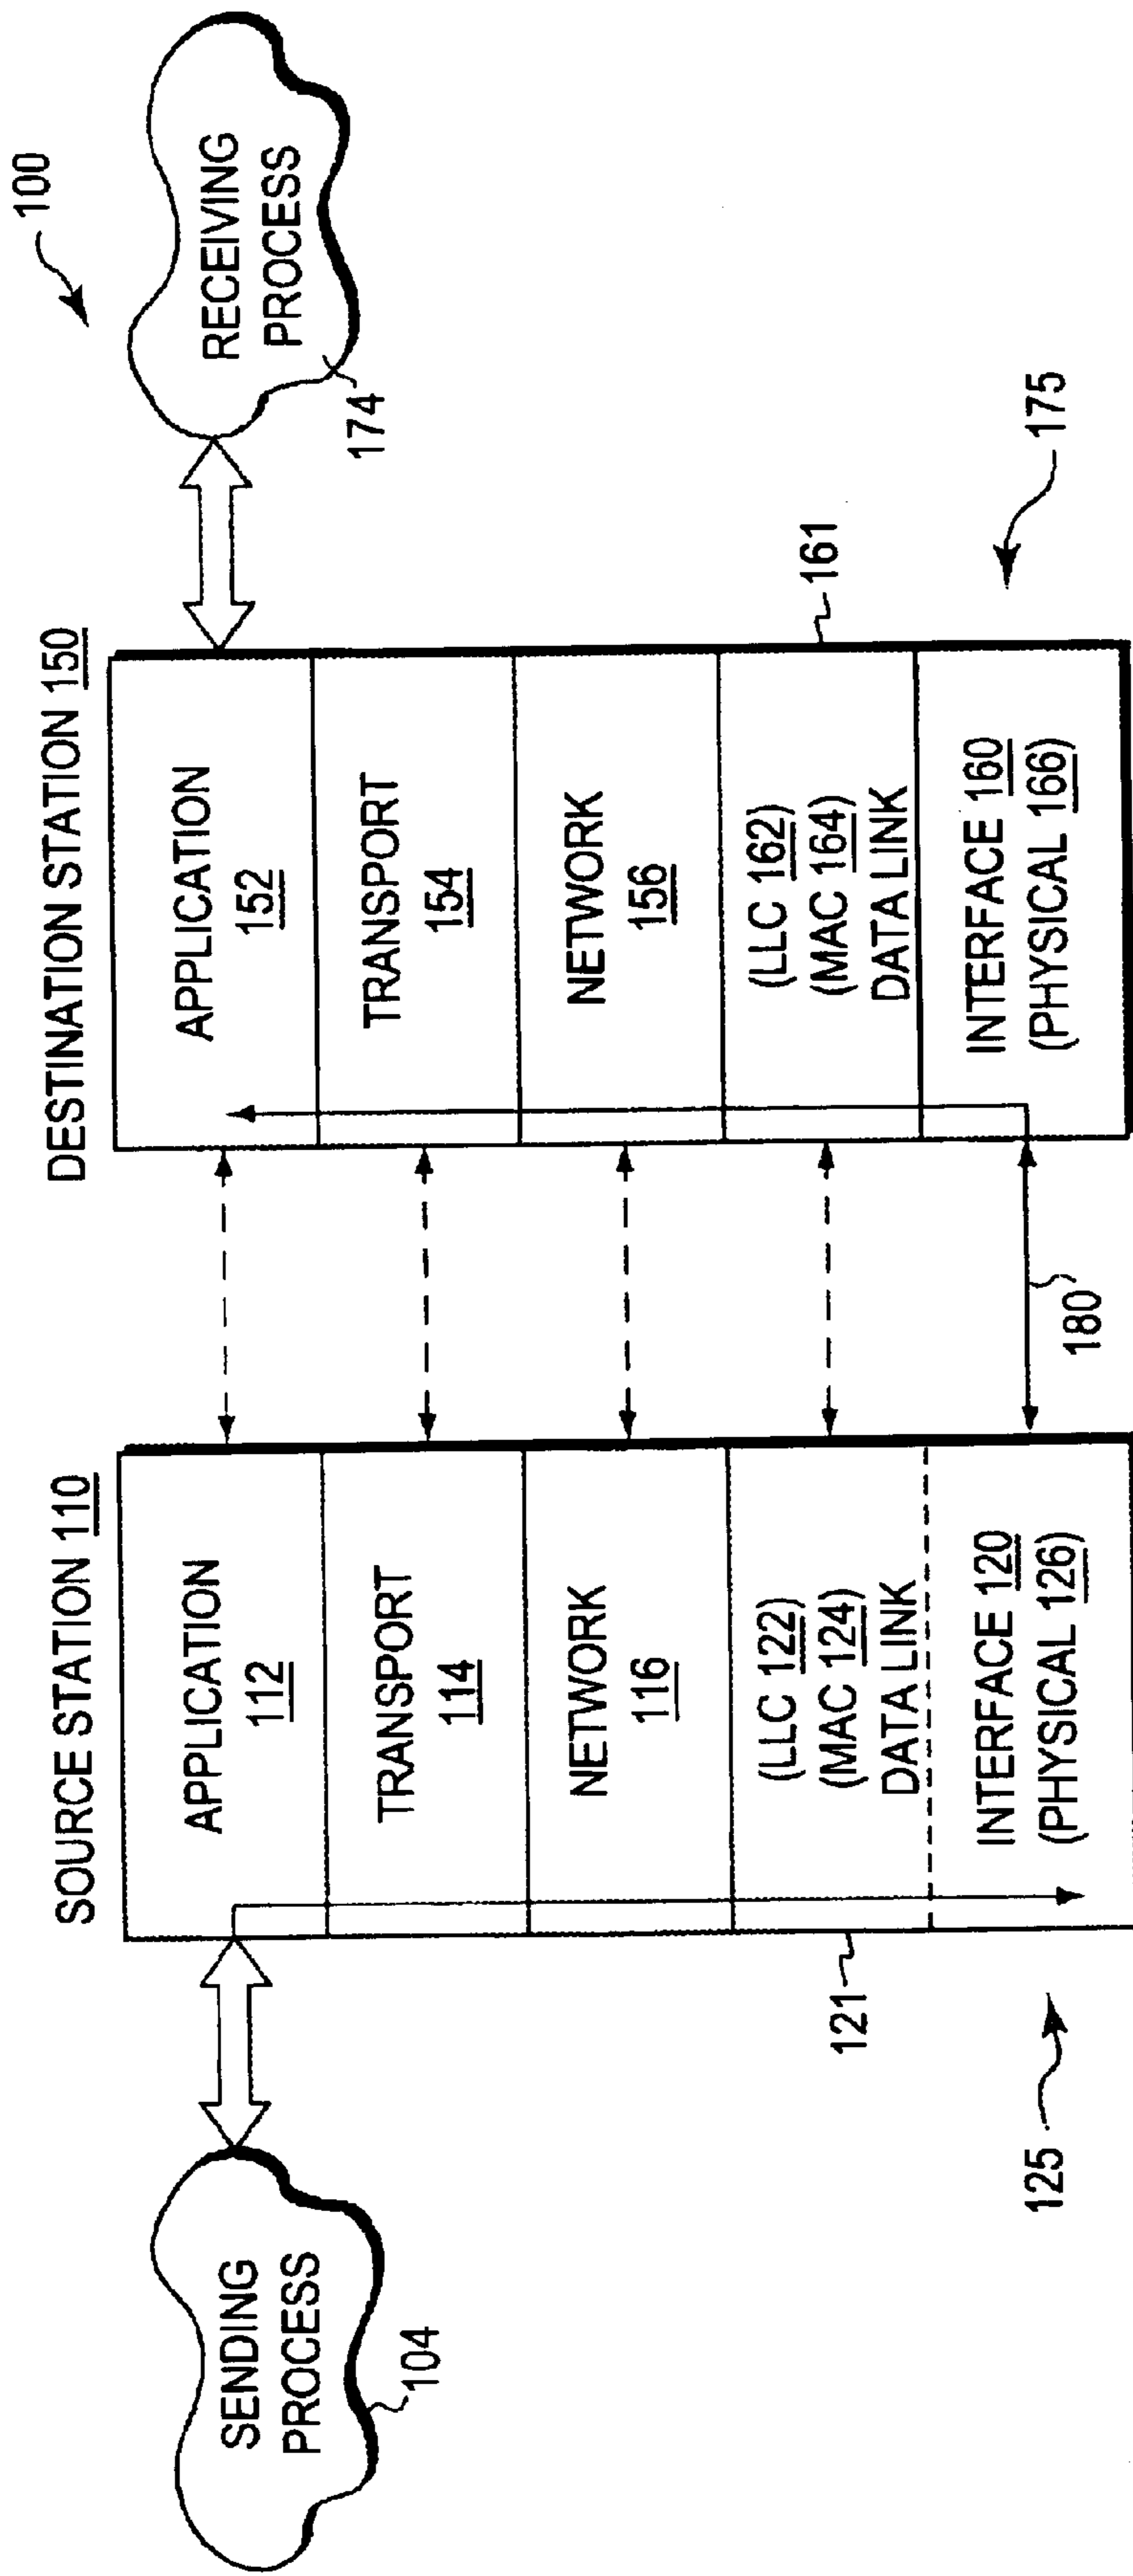 100
SOURCE STATION 110
DESTINATION STATION 150
SENDING
PROCESS
104
APPLICATION
112
TRANSPORT
114
NETWORK
116
(LLC 122)
(MAC 124)
DATA LINK
INTERFACE 120
(PHYSICAL 126)
121
125
180
APPLICATION
152
TRANSPORT
154
NETWORK
156
(LLC 162)
(MAC 164)
DATA LINK
INTERFACE 160
(PHYSICAL 166)
161
175
RECEIVING
PROCESS
174